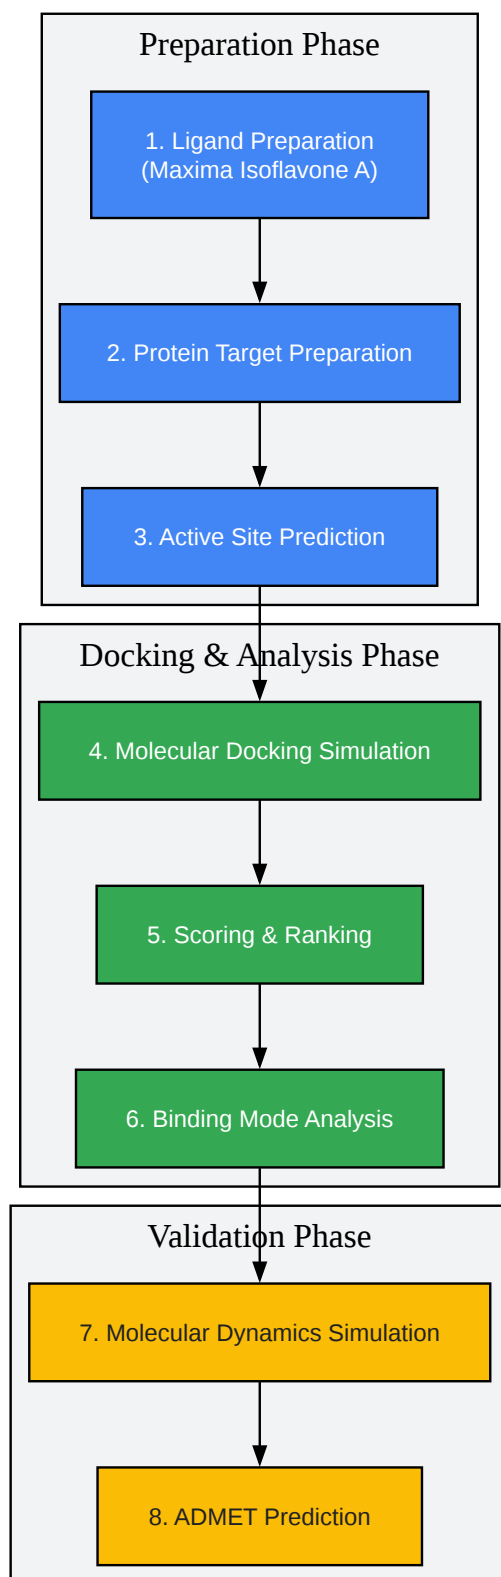 Preparation Phase
1. Ligand Preparation
(Maxima Isoflavone A)
2. Protein Target Preparation
3. Active Site Prediction
Docking & Analysis Phase
4. Molecular Docking Simulation
5. Scoring & Ranking
6. Binding Mode Analysis
Validation Phase
7. Molecular Dynamics Simulation
8. ADMET Prediction